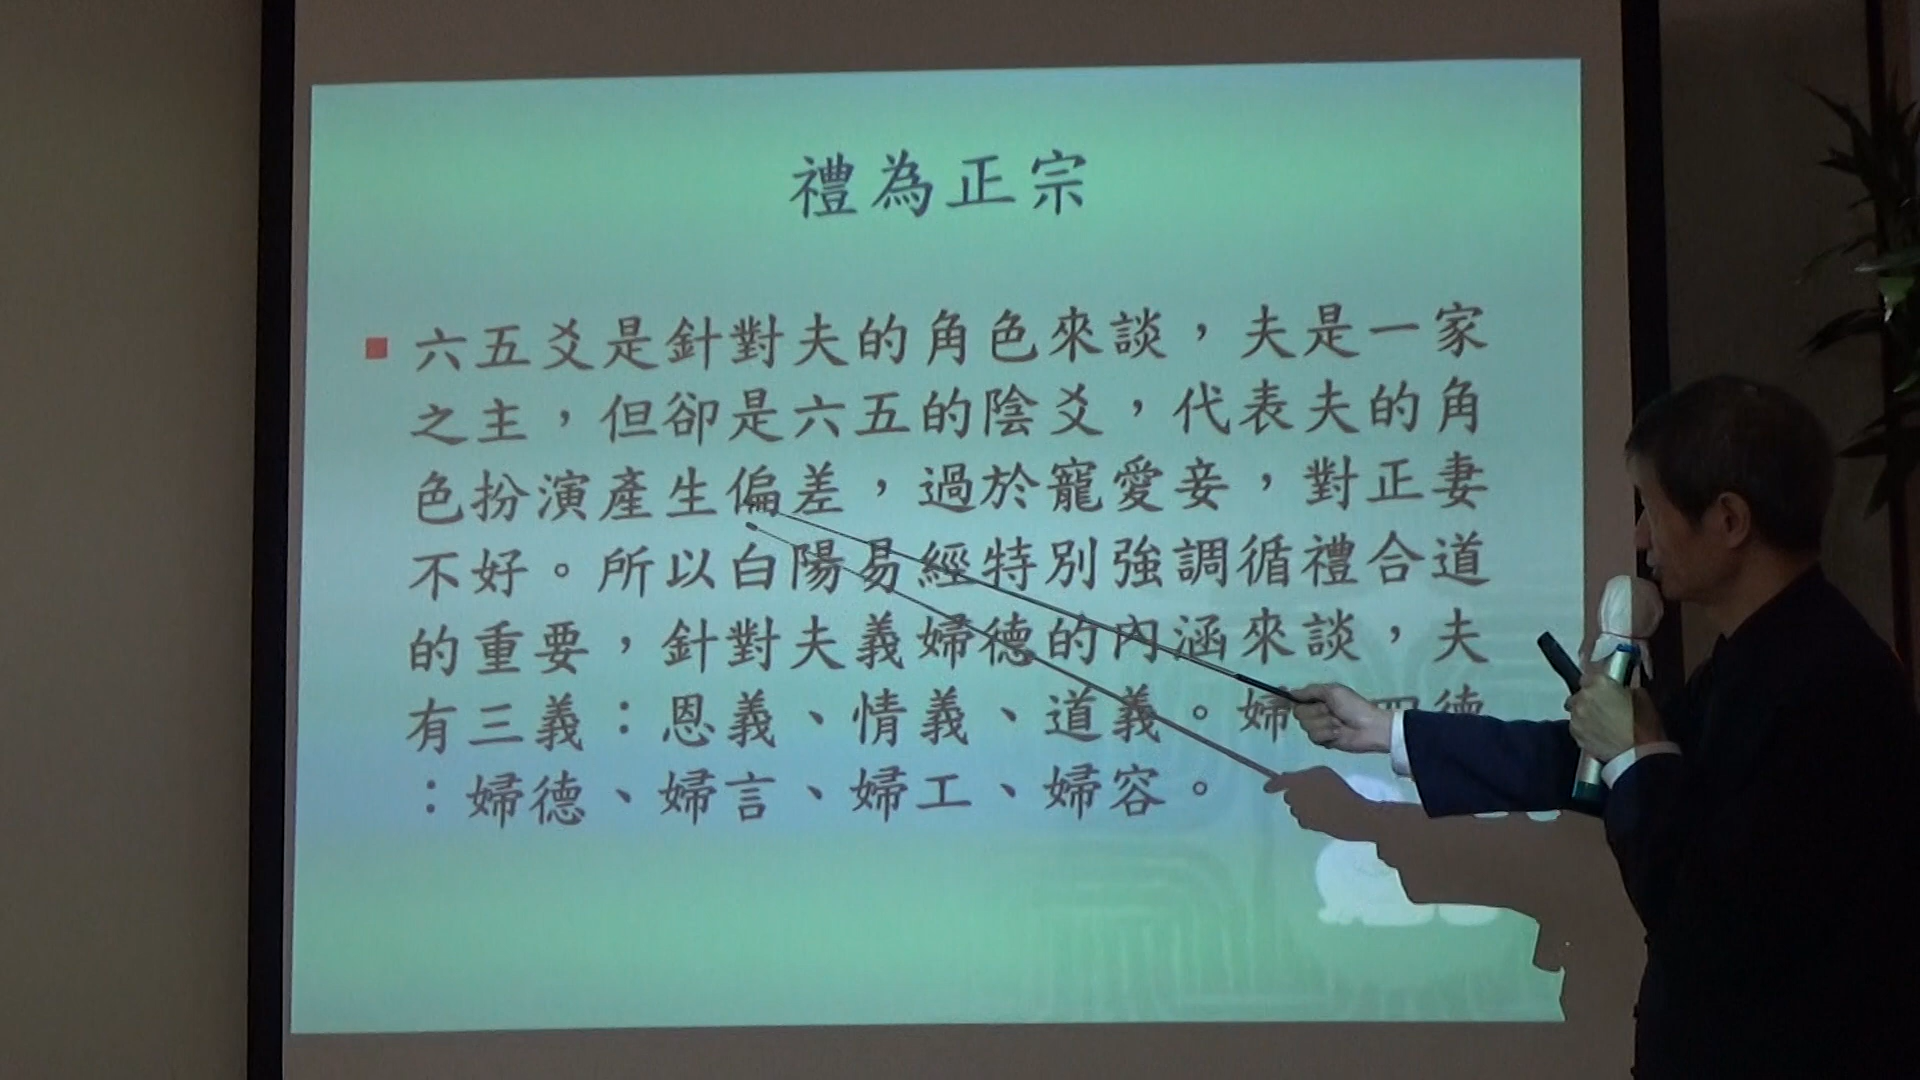 禮為正宗
六五爻是針對夫的角色來談，夫是一家
之主，但卻是六五的陰爻，代表夫的角
色扮演產生偏差，過於寵愛妾，對正妻
不好。所以白陽易經特別強調循禮合道
的重要，針對夫義婦德的內涵來談，夫
有三義：恩義、情義、道義。婦四德
：婦德、婦言、婦工、婦容。